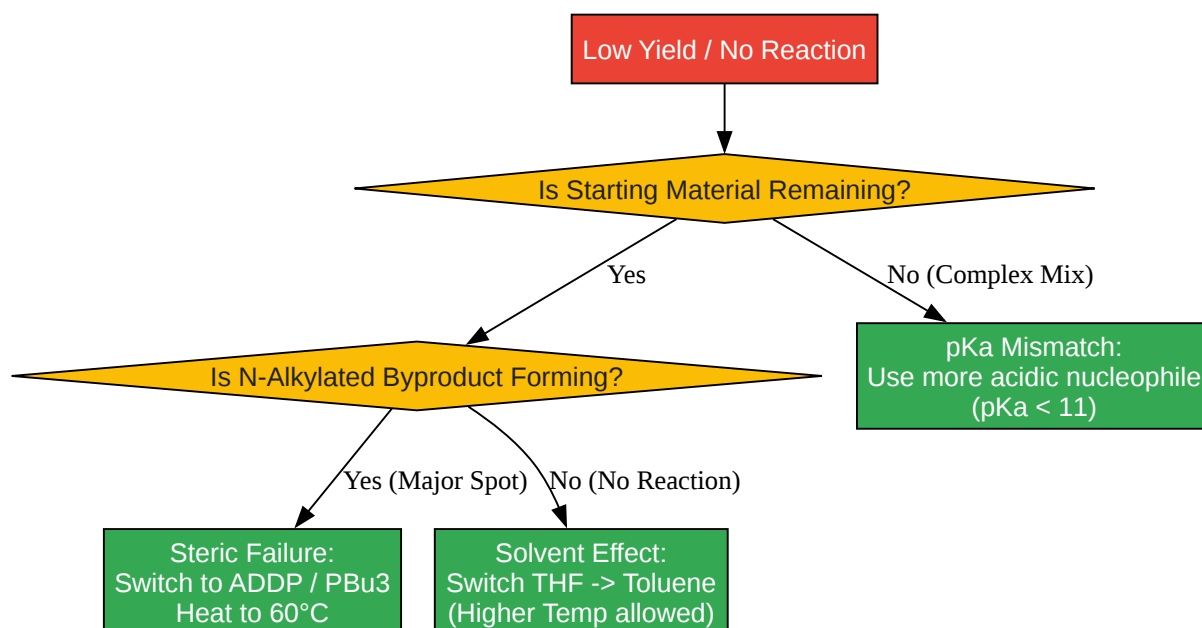 Low Yield / No Reaction
Is Starting Material Remaining?
Yes
No (Complex Mix)
Is N-Alkylated Byproduct Forming?
pKa Mismatch:
Use more acidic nucleophile
(pKa < 11)
Yes (Major Spot)
No (No Reaction)
Steric Failure:
Switch to ADDP / PBu3
Heat to 60°C
Solvent Effect:
Switch THF -> Toluene
(Higher Temp allowed)